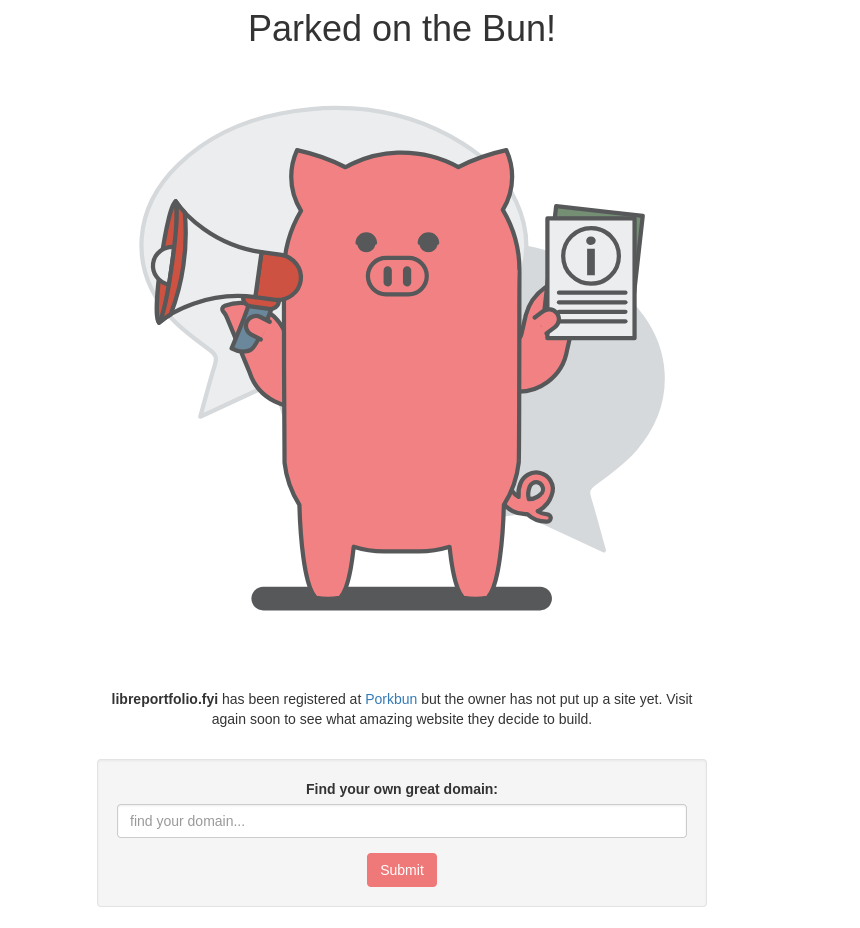 Parked on the Bun!
i
libreportfolio.fyi has been registered at Porkbun but the owner has not put up a site yet. Visit
again soon to see what amazing website they decide to build.
Find your own great domain:
find your domain...
Submit